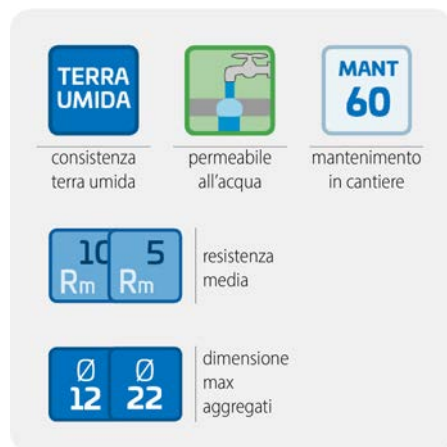 TERRA
UMIDA
MANT
60
consistenza
terra umida
permeabile
all'acqua
mantenimento
in cantiere
10 5
Rm Rm
resistenza
media
Ø Ø
12 22
dimensione
max
aggregati